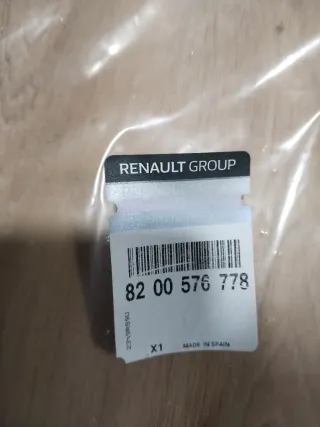 RENAULT GROUP
82 00 576 778
X1 MADE IN SPAIN